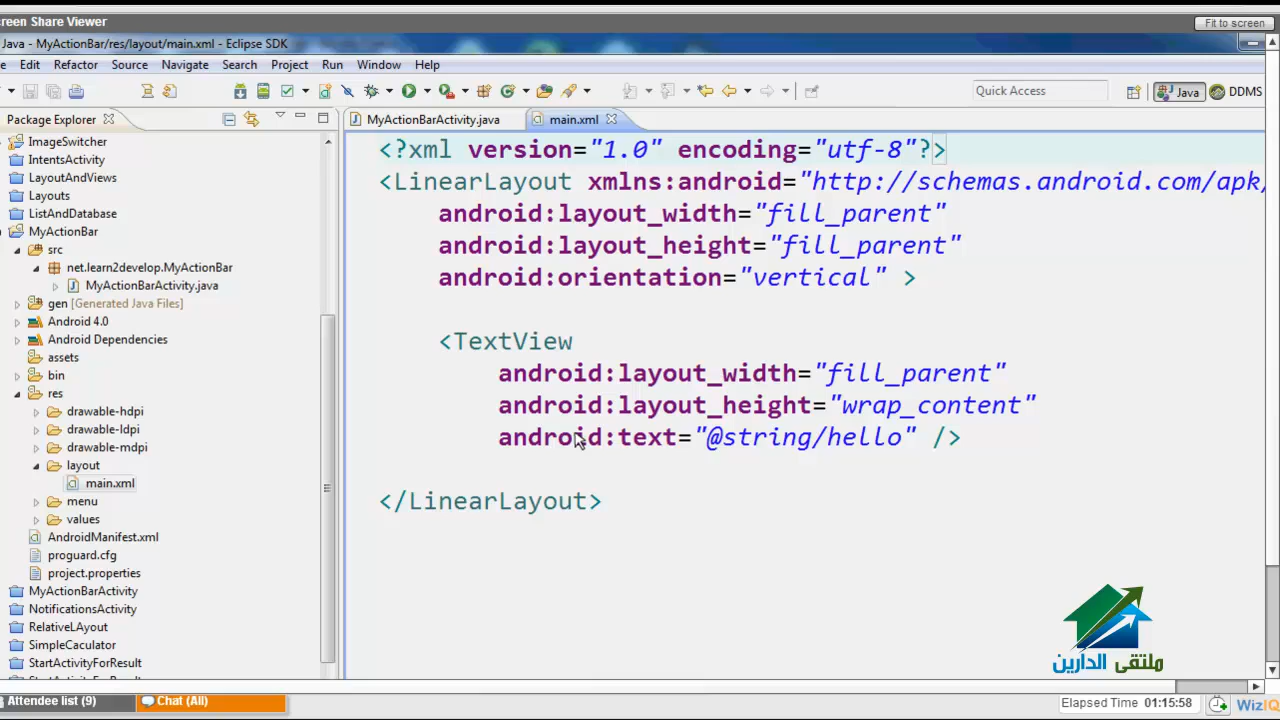 creen Share Viewer
Fit to screen
Java - MyActionBar/res/layout/main.xml - Eclipse SDK
e Edit Refactor Source Navigate Search Project Run Window Help
Quick Access
Java
DDMS
Package Explorer
MyActionBarActivity.java
main.xml
ImageSwitcher
IntentsActivity
LayoutAndViews
Layouts
ListAndDatabase
MyActionBar
src
net.learn2develop.MyActionBar
MyActionBarActivity.java
gen [Generated Java Files]
Android 4.0
Android Dependencies
assets
bin
res
drawable-hdpi
drawable-ldpi
drawable-mdpi
layout
main.xml
menu
values
AndroidManifest.xml
proguard.cfg
project.properties
MyActionBarActivity
NotificationsActivity
RelativeLAyout
SimpleCaculator
StartActivityForResult
<?xml version="1.0" encoding="utf-8"?>
<LinearLayout xmlns:android="http://schemas.android.com/apk/
android:layout_width="fill_parent"
android:layout_height="fill_parent"
android:orientation="vertical" >
<TextView
android:layout_width="fill_parent"
android:layout_height="wrap_content"
android:text="@string/hello" />
</LinearLayout>
ملتقى الدارين
Attendee list (9)
Chat (All)
Elapsed Time 01:15:58
WizIQ